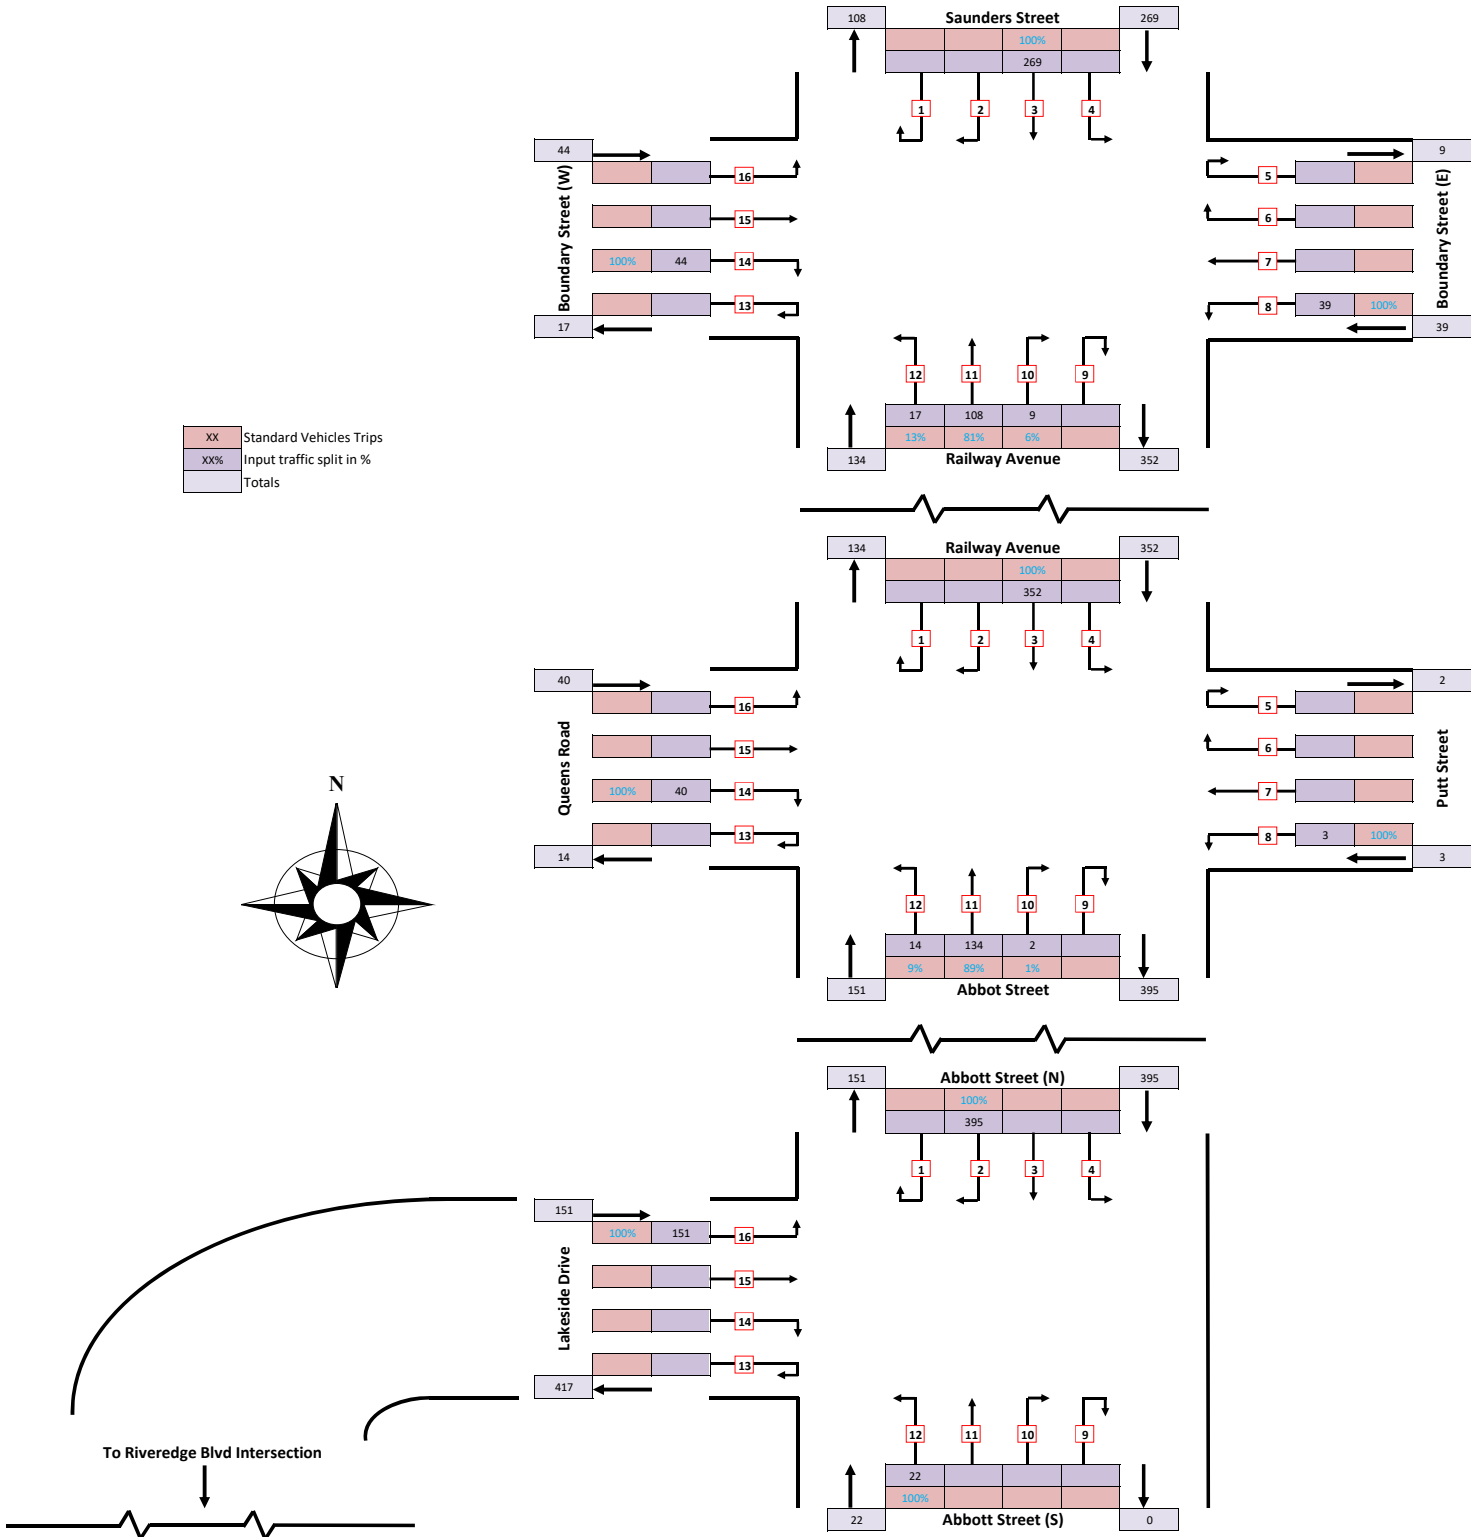 108 Saunders Street 269
100%
269
1 2 3 4
44 9
16 5
15 6
Boundary Street (W)
Boundary Street (E)
100% 44 14 7
13 8 39 100%
17 39
12 11 10 9
17 108 9
13% 81% 6%
134 Railway Avenue 352
XX Standard Vehicles Trips
XX% Input traffic split in %
Totals
134 Railway Avenue 352
100%
352
1 2 3 4
40 2
16 5
15 6
Queens Road
Putt Street
100% 40 14 7
13 8 3 100%
14 3
N
12 11 10 9
14 134 2
9% 89% 1%
151 Abbot Street 395
151 Abbott Street (N) 395
100%
395
1 2 3 4
151
100% 151 16
15
Lakeside Drive
14
13
417
12 11 10 9
To Riveredge Blvd Intersection
22
100%
22 Abbott Street (S) 0